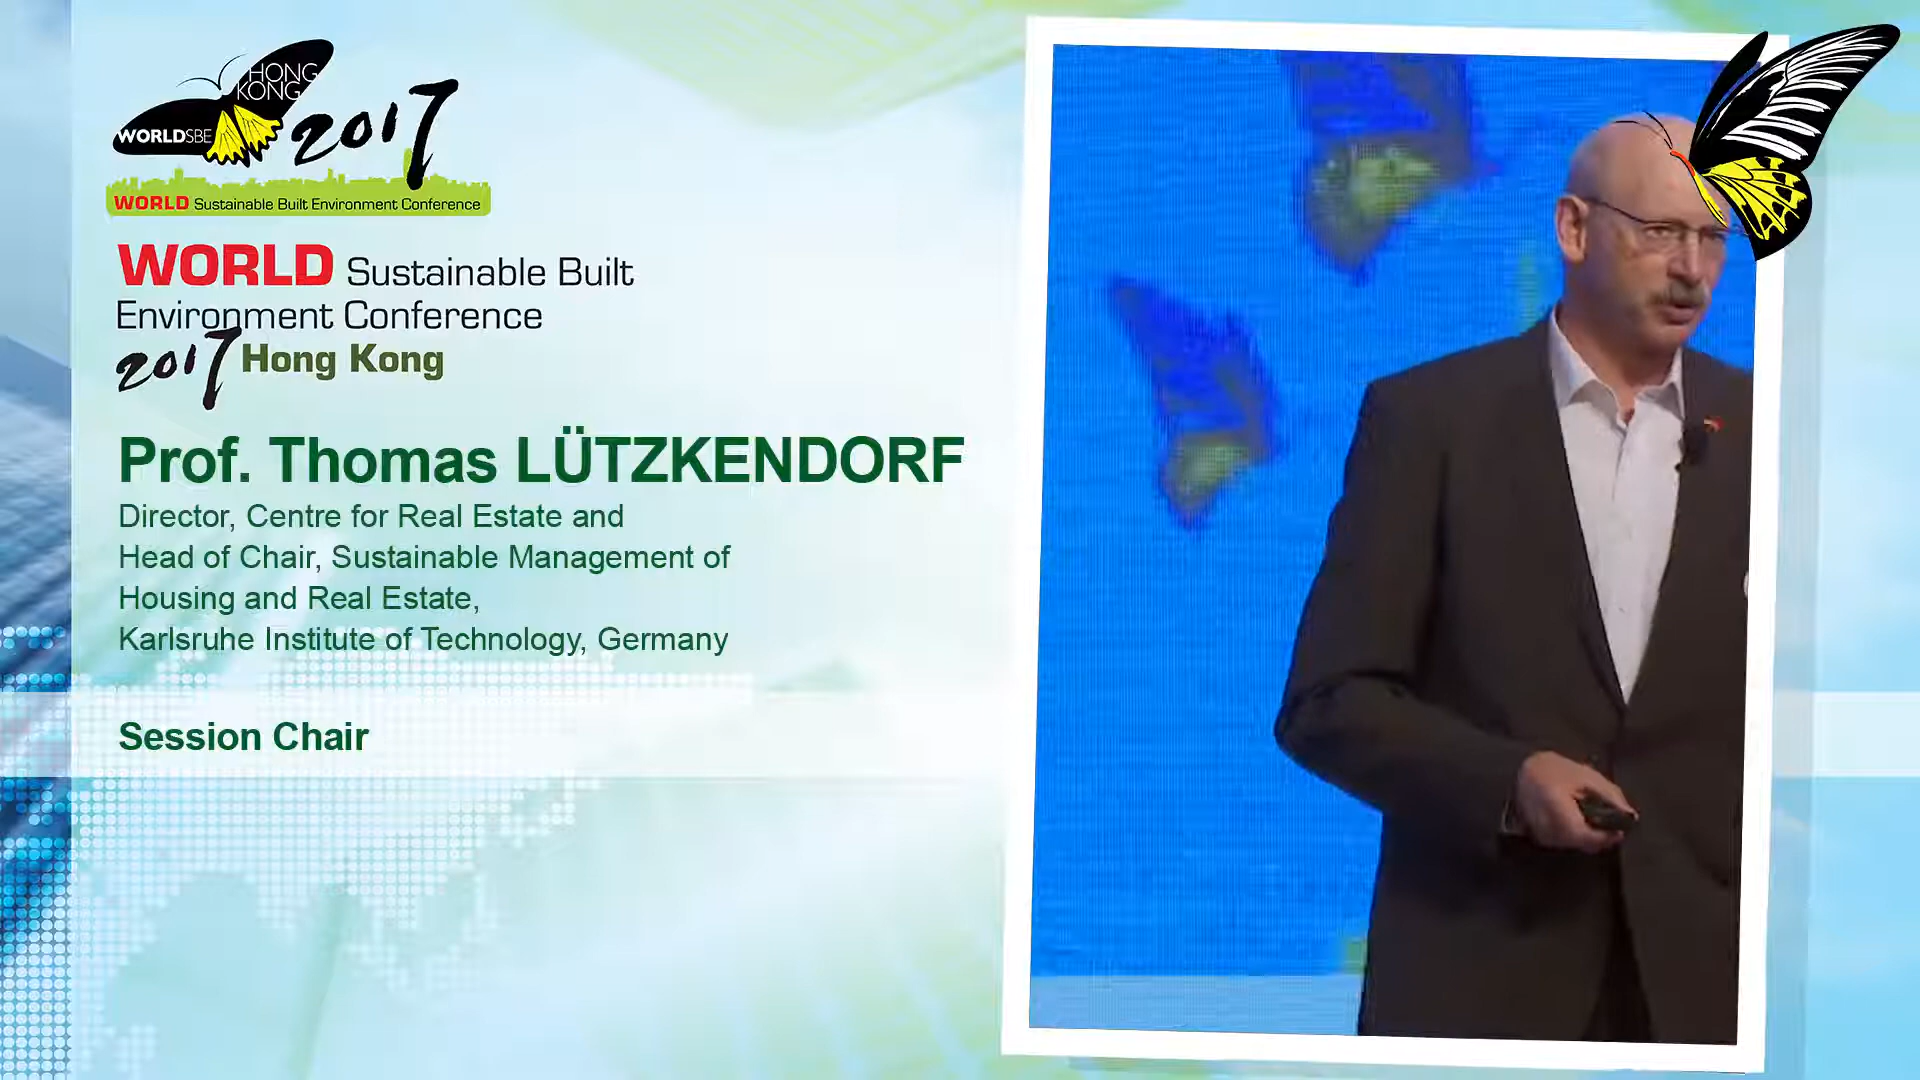 HONG
KONG
WORLDSBE
2017
WORLD Sustainable Built Environment Conference
WORLD Sustainable Built
Environment Conference
2017 Hong Kong
Prof. Thomas LÜTZKENDORF
Director, Centre for Real Estate and
Head of Chair, Sustainable Management of
Housing and Real Estate,
Karlsruhe Institute of Technology, Germany
Session Chair